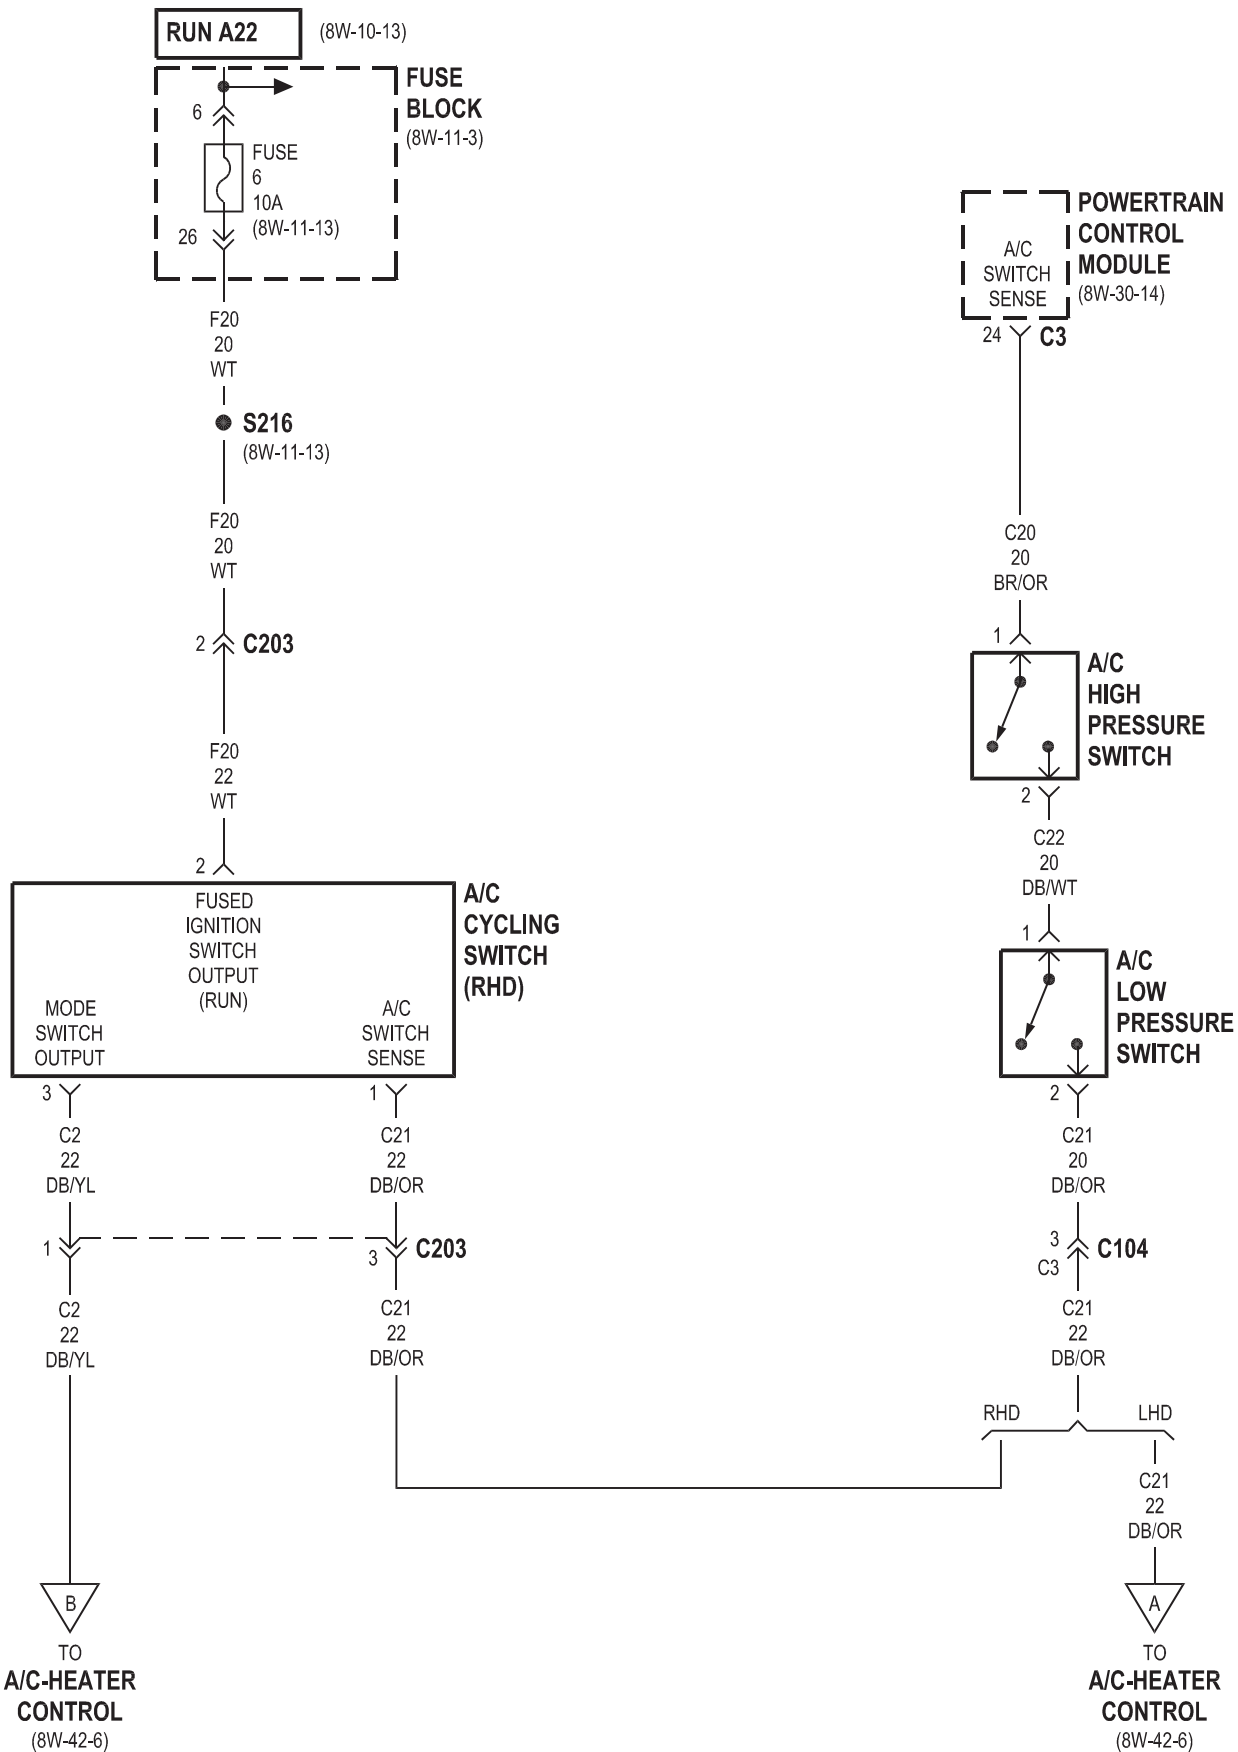 RUN A22
(8W-10-13)
FUSE
BLOCK
(8W-11-3)
6
FUSE
6
10A
(8W-11-13)
26
F20
20
WT
S216
(8W-11-13)
F20
20
WT
2
C203
F20
22
WT
2
FUSED
IGNITION
SWITCH
OUTPUT
(RUN)
MODE
SWITCH
OUTPUT
A/C
SWITCH
SENSE
A/C
CYCLING
SWITCH
(RHD)
3
1
C2
22
DB/YL
C21
22
DB/OR
1
3
C203
C2
22
DB/YL
C21
22
DB/OR
B
TO
A/C-HEATER
CONTROL
(8W-42-6)
A/C
SWITCH
SENSE
POWERTRAIN
CONTROL
MODULE
(8W-30-14)
24
C3
C20
20
BR/OR
1
A/C
HIGH
PRESSURE
SWITCH
2
C22
20
DB/WT
1
A/C
LOW
PRESSURE
SWITCH
2
C21
20
DB/OR
3
C3
C104
C21
22
DB/OR
RHD
LHD
C21
22
DB/OR
A
TO
A/C-HEATER
CONTROL
(8W-42-6)